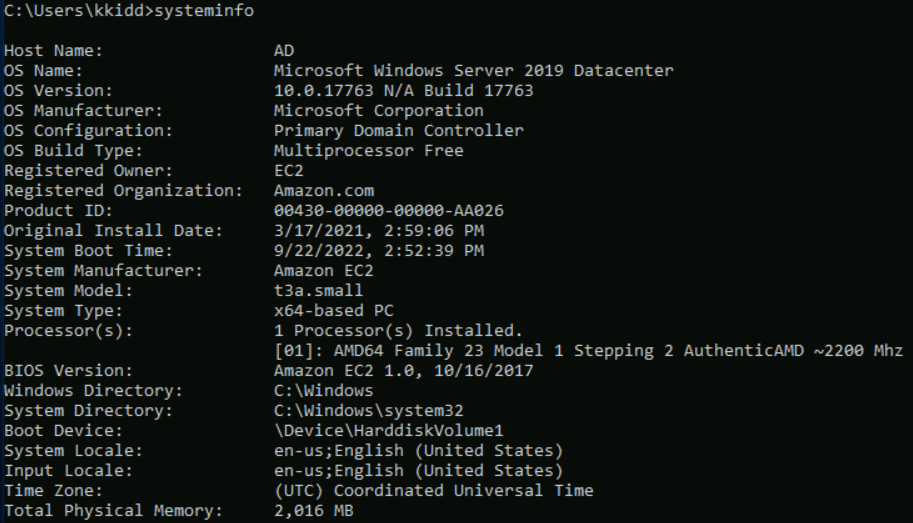 C:\Users\kkidd>systeminfo
Host Name: AD
OS Name: Microsoft Windows Server 2019 Datacenter
OS Version: 10.0.17763 N/A Build 17763
OS Manufacturer: Microsoft Corporation
OS Configuration: Primary Domain Controller
OS Build Type: Multiprocessor Free
Registered Owner: EC2
Registered Organization: Amazon.com
Product ID: 00430-00000-00000-AA026
Original Install Date: 3/17/2021, 2:59:06 PM
System Boot Time: 9/22/2022, 2:52:39 PM
System Manufacturer: Amazon EC2
System Model: t3a.small
System Type: x64-based PC
Processor(s): 1 Processor(s) Installed.
[01]: AMD64 Family 23 Model 1 Stepping 2 AuthenticAMD ~2200 Mhz
BIOS Version: Amazon EC2 1.0, 10/16/2017
Windows Directory: C:\Windows
System Directory: C:\Windows\system32
Boot Device: \Device\HarddiskVolume1
System Locale: en-us;English (United States)
Input Locale: en-us;English (United States)
Time Zone: (UTC) Coordinated Universal Time
Total Physical Memory: 2,016 MB